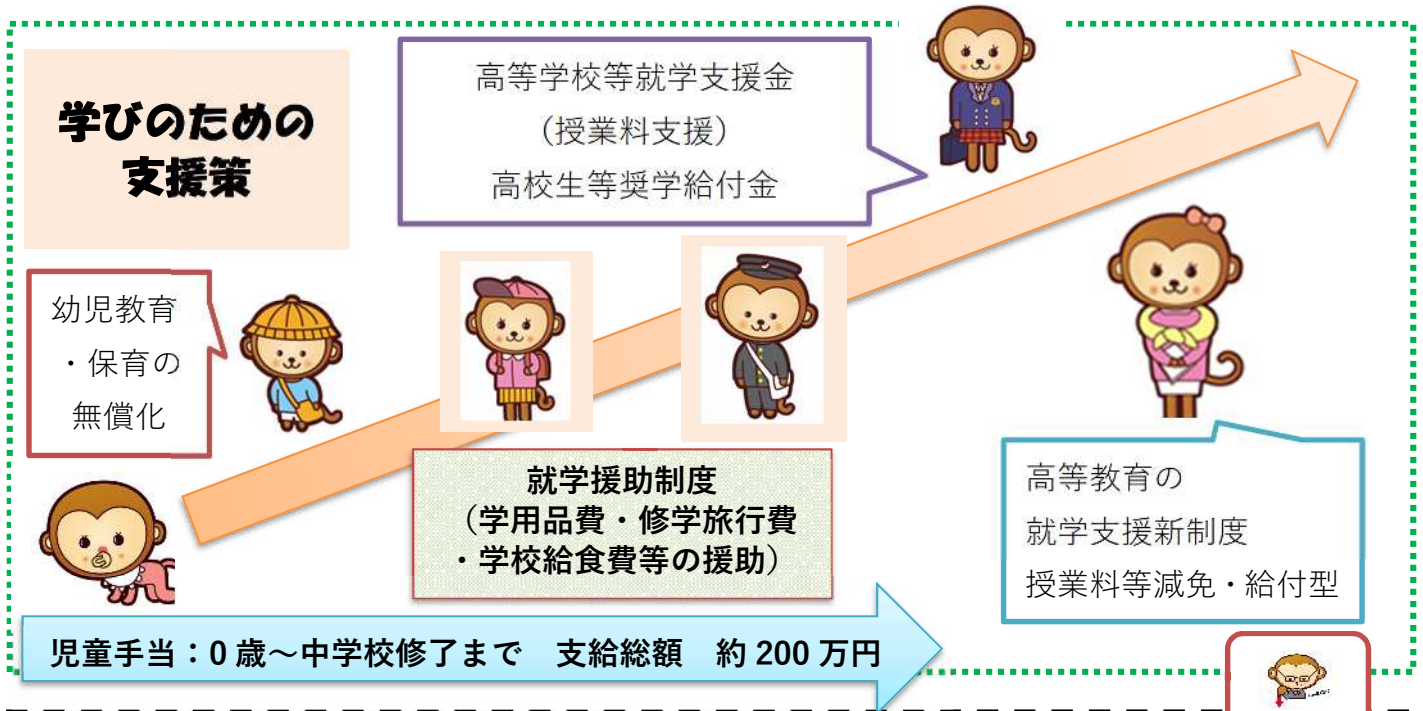 学びのための
支援策
高等学校等就学支援金
(授業料支援)
高校生等奨学給付金
幼児教育
・保育の
無償化
就学援助制度
(学用品費・修学旅行費
・学校給食費等の援助)
高等教育の
就学支援新制度
授業料等減免・給付型
児童手当：0歳～中学校修了まで　支給総額　約200万円